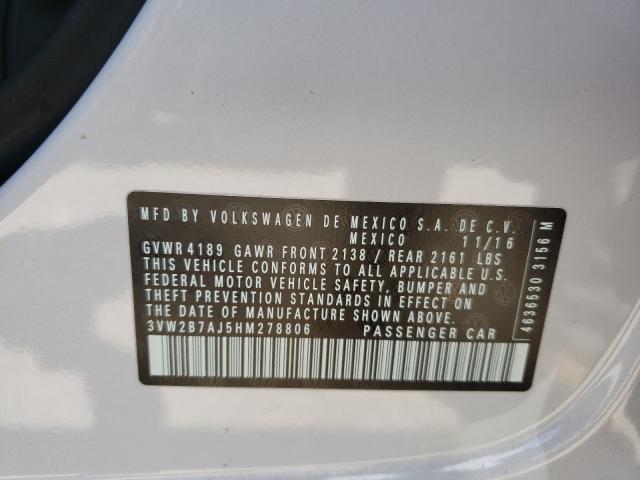 MFD BY VOLKSWAGEN DE MEXICO S.A. DE C.V.
MEXICO 11/16
GVWR 4189 GAWR FRONT 2138 / REAR 2161 LBS
THIS VEHICLE CONFORMS TO ALL APPLICABLE U.S.
FEDERAL MOTOR VEHICLE SAFETY, BUMPER AND
THEFT PREVENTION STANDARDS IN EFFECT ON
THE DATE OF MANUFACTURE SHOWN ABOVE.
3VW2B7AJ5HM278806 PASSENGER CAR
4636530 3156 M